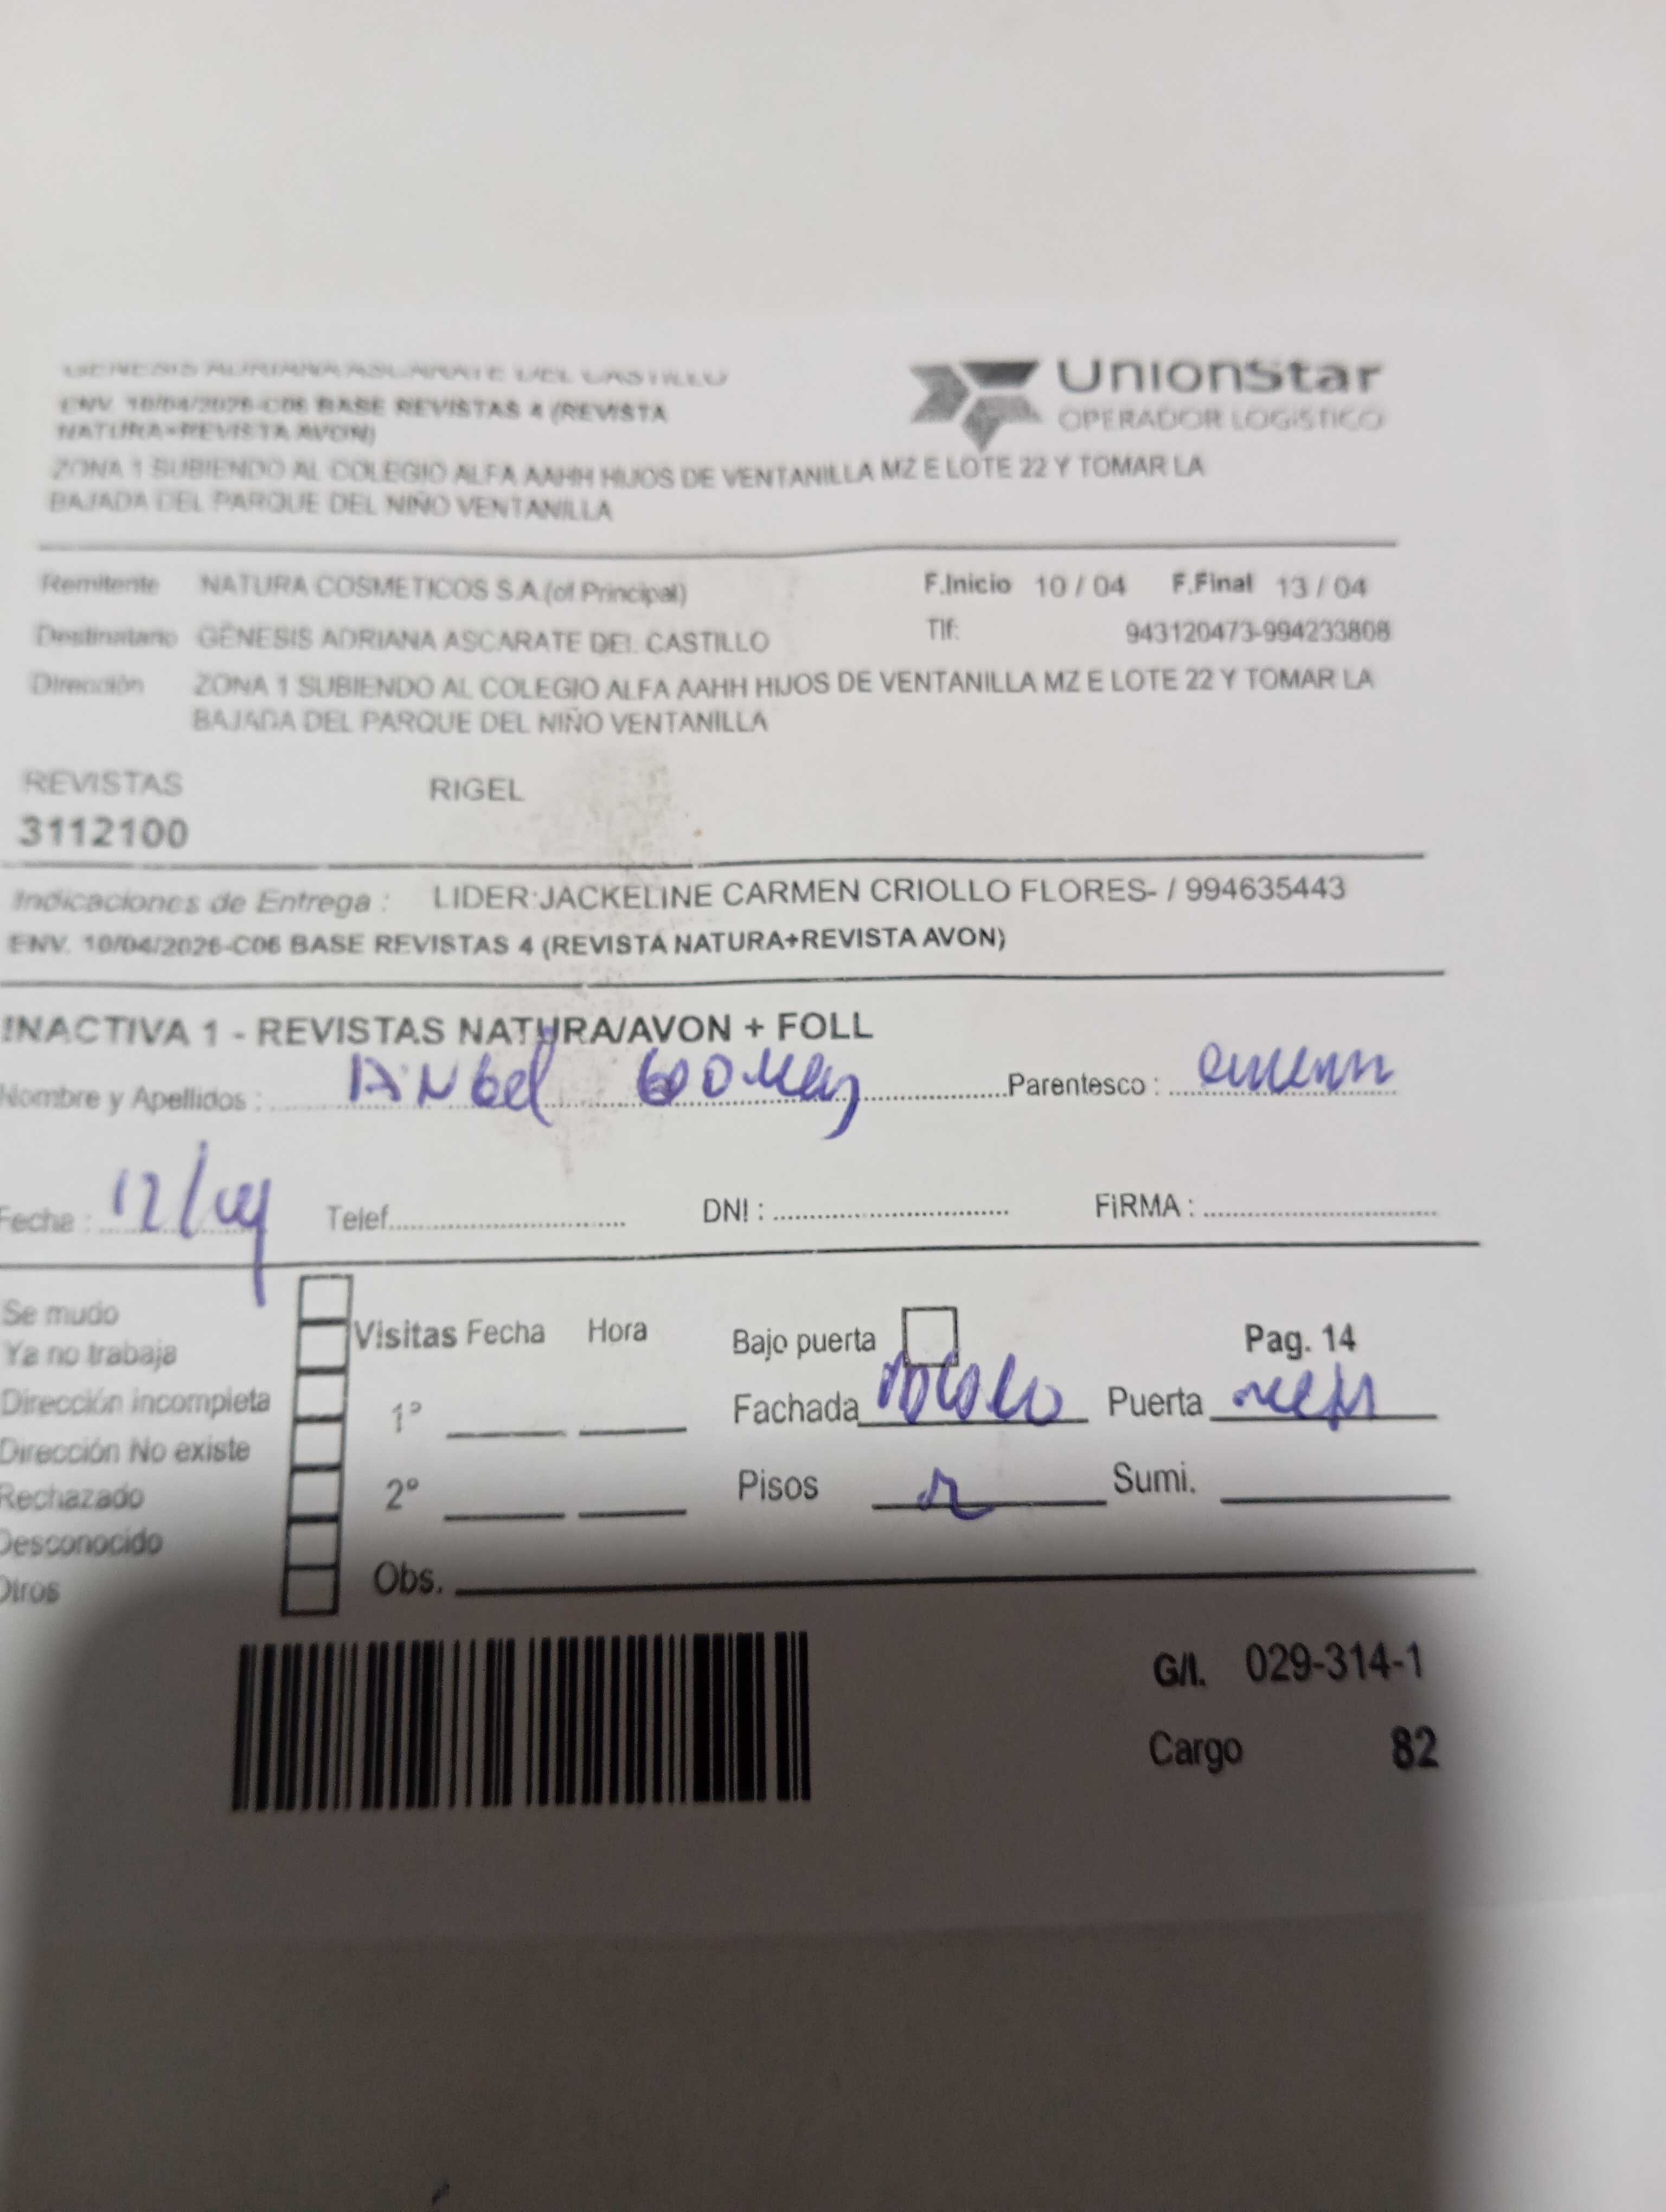 GENESIS ADRIANA ASCARATE DEL CASTILLO
ENV. 10/04/2026-C06 BASE REVISTAS 4 (REVISTA
NATURA+REVISTA AVON)
ZONA 1 SUBIENDO AL COLEGIO ALFA AAHH HIJOS DE VENTANILLA MZ E LOTE 22 Y TOMAR LA
BAJADA DEL PARQUE DEL NIÑO VENTANILLA
UnionStar
OPERADOR LOGISTICO
Remitente NATURA COSMETICOS S.A.(of Principal) F.Inicio 10 / 04 F.Final 13 / 04
Destinatario GENESIS ADRIANA ASCARATE DEL CASTILLO Tlf: 943120473-994233808
Dirección ZONA 1 SUBIENDO AL COLEGIO ALFA AAHH HIJOS DE VENTANILLA MZ E LOTE 22 Y TOMAR LA
BAJADA DEL PARQUE DEL NIÑO VENTANILLA
REVISTAS RIGEL
3112100
Indicaciones de Entrega : LIDER:JACKELINE CARMEN CRIOLLO FLORES- / 994635443
ENV. 10/04/2026-C06 BASE REVISTAS 4 (REVISTA NATURA+REVISTA AVON)
INACTIVA 1 - REVISTAS NATURA/AVON + FOLL
Nombre y Apellidos : Angel Parentesco :
Fecha : 12/04 Telef. DNI : FIRMA :
Se mudo
Ya no trabaja
Dirección incompleta
Dirección No existe
Rechazado
Desconocido
Otros
Visitas Fecha Hora
1º
2º
Obs.
Bajo puerta Pag. 14
Fachada Puerta
Pisos 2 Sumi.
G/I. 029-314-1
Cargo 82